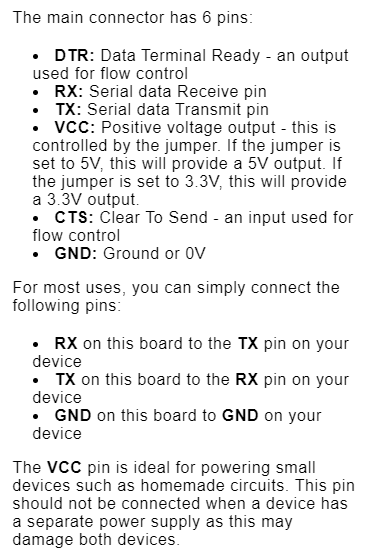 The main connector has 6 pins:
• DTR: Data Terminal Ready - an output
used for flow control
• RX: Serial data Receive pin
• TX: Serial data Transmit pin
• VCC: Positive voltage output - this is
controlled by the jumper. If the jumper is
set to 5V, this will provide a 5V output. If
the jumper is set to 3.3V, this will provide
a 3.3V output.
• CTS: Clear To Send - an input used for
flow control
• GND: Ground or 0V
For most uses, you can simply connect the
following pins:
• RX on this board to the TX pin on your
device
• TX on this board to the RX pin on your
device
• GND on this board to GND on your
device
The VCC pin is ideal for powering small
devices such as homemade circuits. This pin
should not be connected when a device has
a separate power supply as this may
damage both devices.